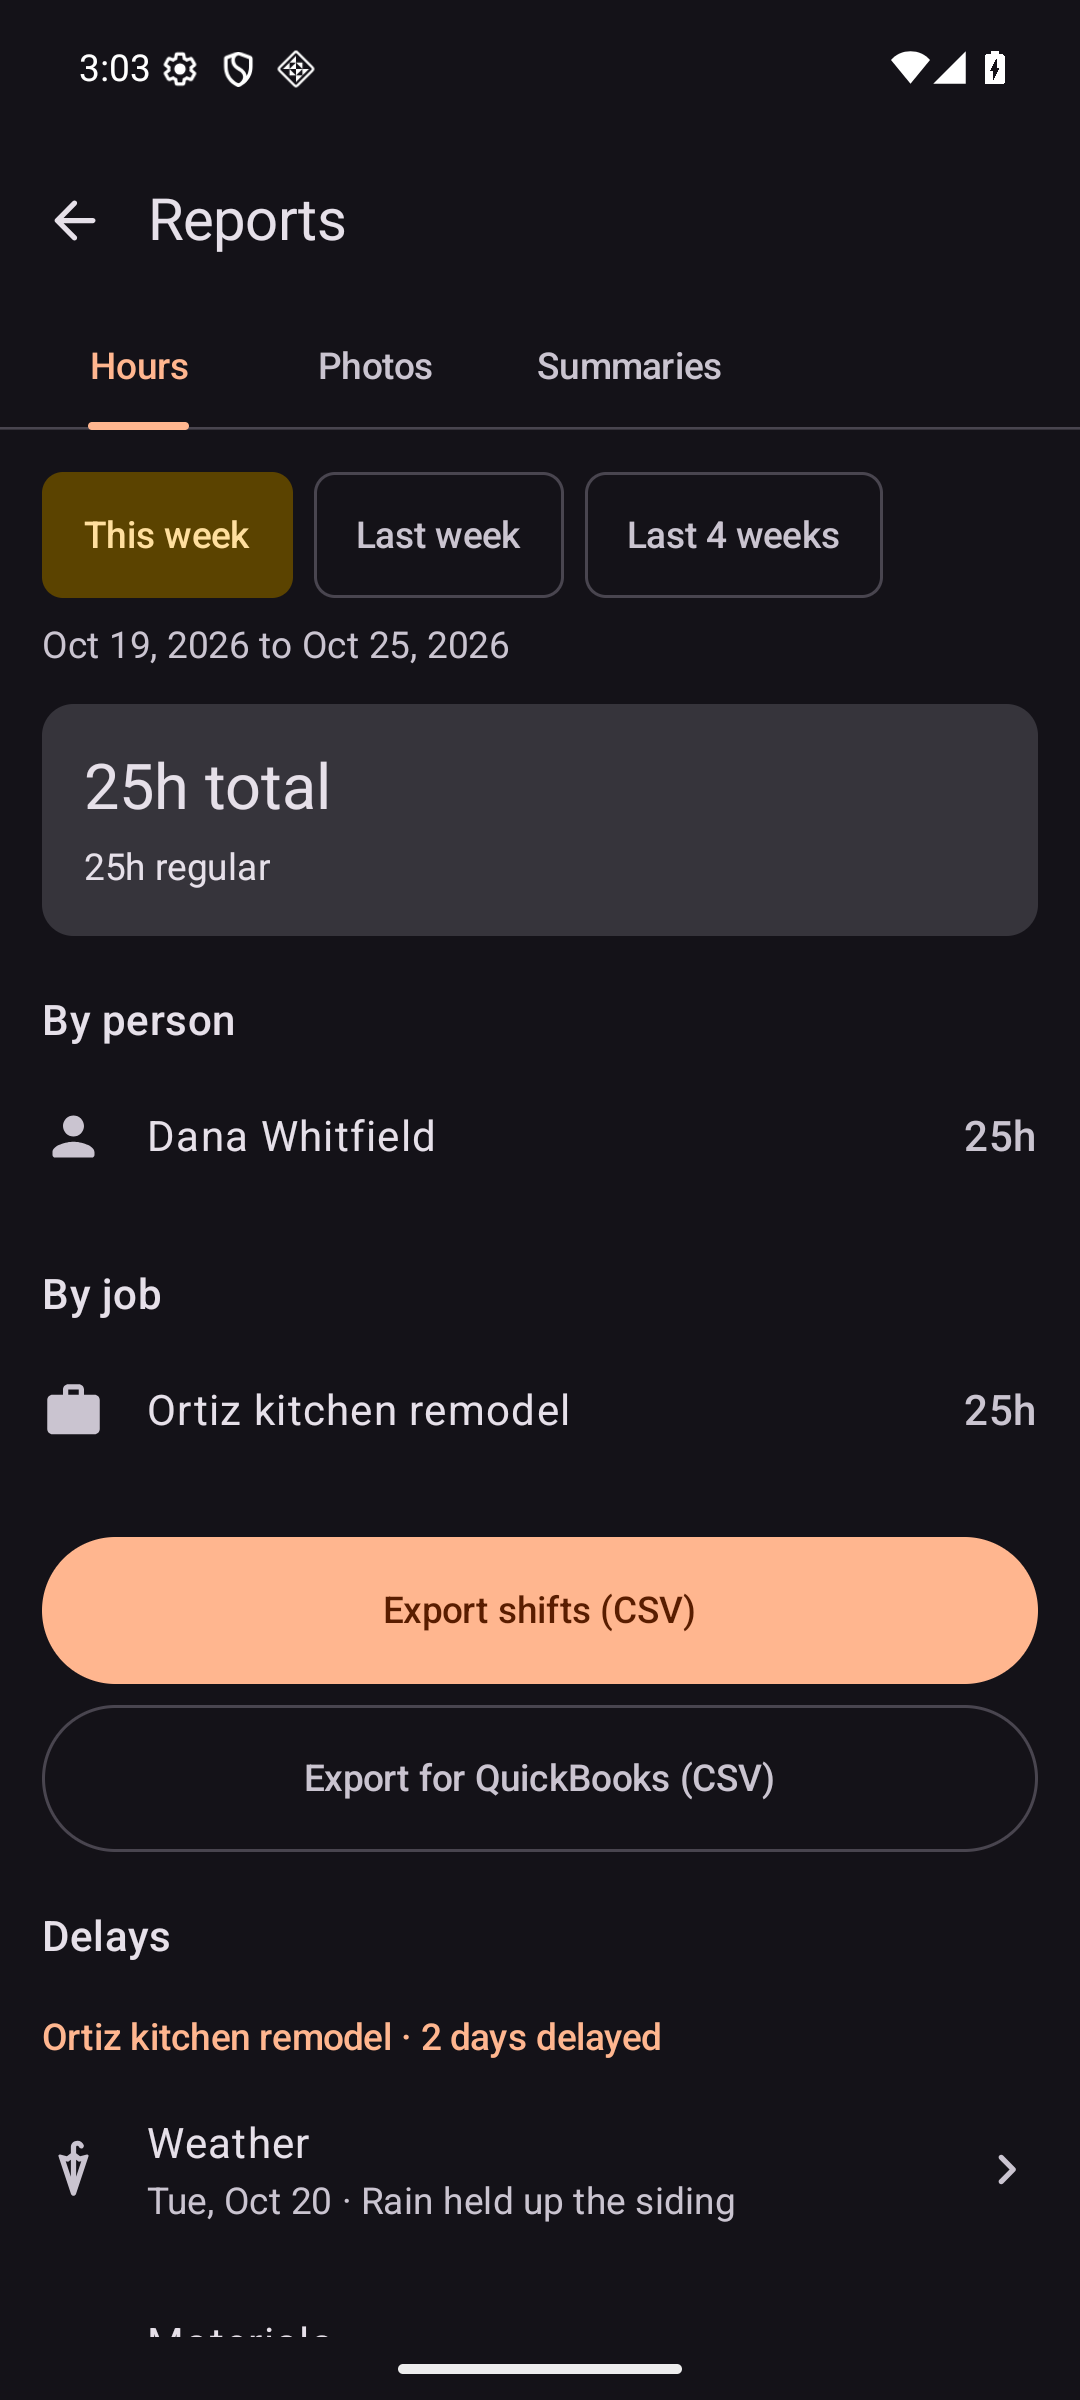 3:03
Reports
Hours
Photos
Summaries
This week
Last week
Last 4 weeks
Oct 19, 2026 to Oct 25, 2026
25h total
25h regular
By person
Dana Whitfield
25h
By job
Ortiz kitchen remodel
25h
Export shifts (CSV)
Export for QuickBooks (CSV)
Delays
Ortiz kitchen remodel · 2 days delayed
Weather
Tue, Oct 20 · Rain held up the siding
Materials